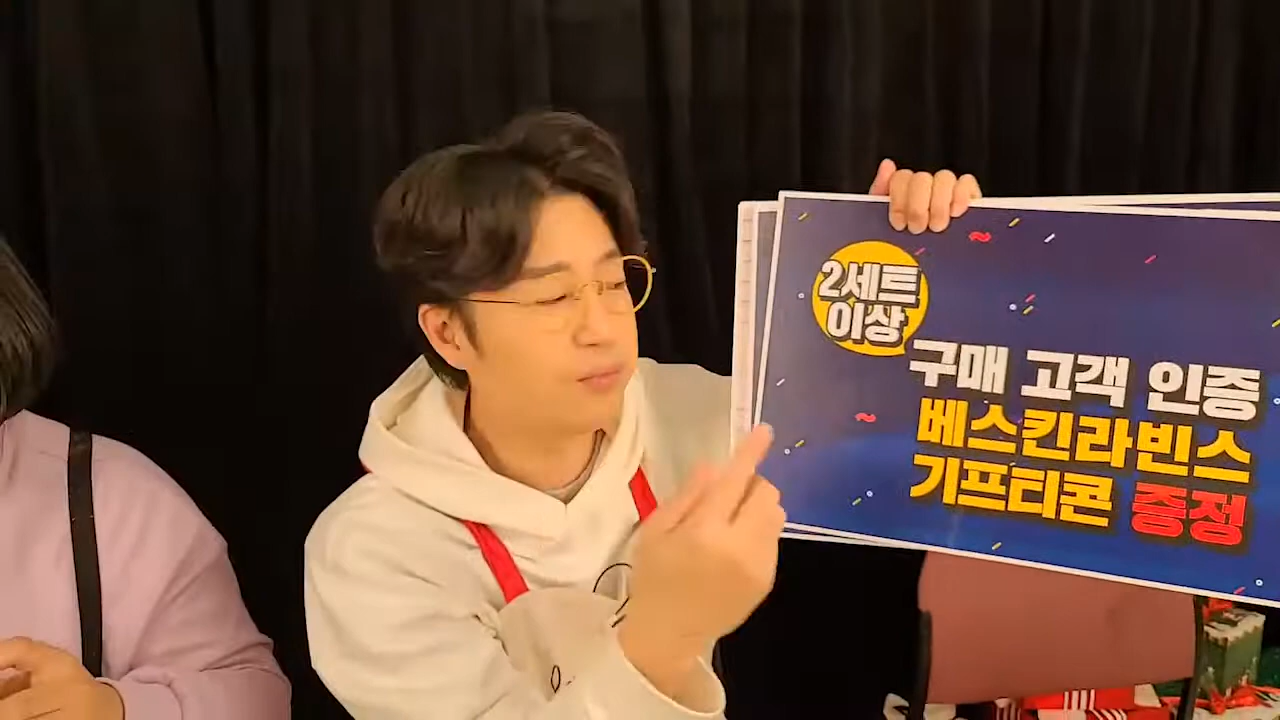 2세트
이상
구매 고객 인증
베스킨라빈스
기프티콘 증정